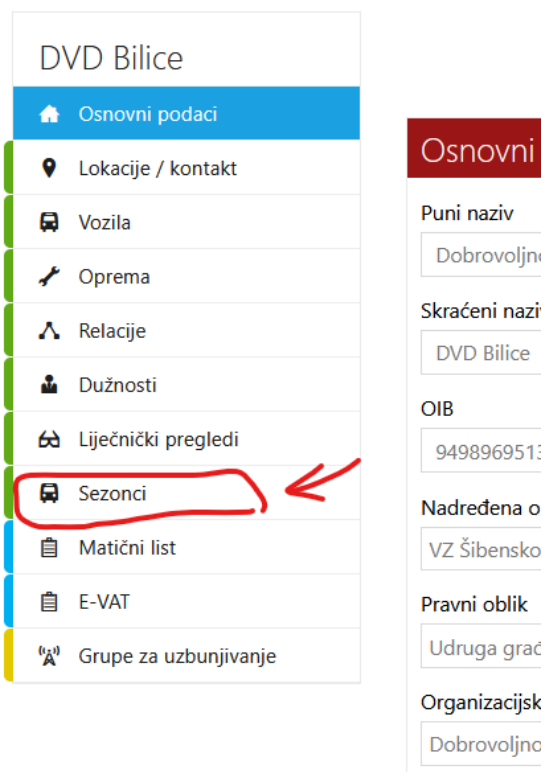 DVD Bilice
Osnovni podaci
Lokacije / kontakt
Vozila
Oprema
Relacije
Dužnosti
Liječnički pregledi
Sezonci
Matični list
E-VAT
Grupe za uzbunjivanje
Osnovni
Puni naziv
Skraćeni naziv
DVD Bilice
OIB
9498969513
Nadređena o
VZ Šibensko
Pravni oblik
Udruga građ
Organizacijsk
Dobrovoljno